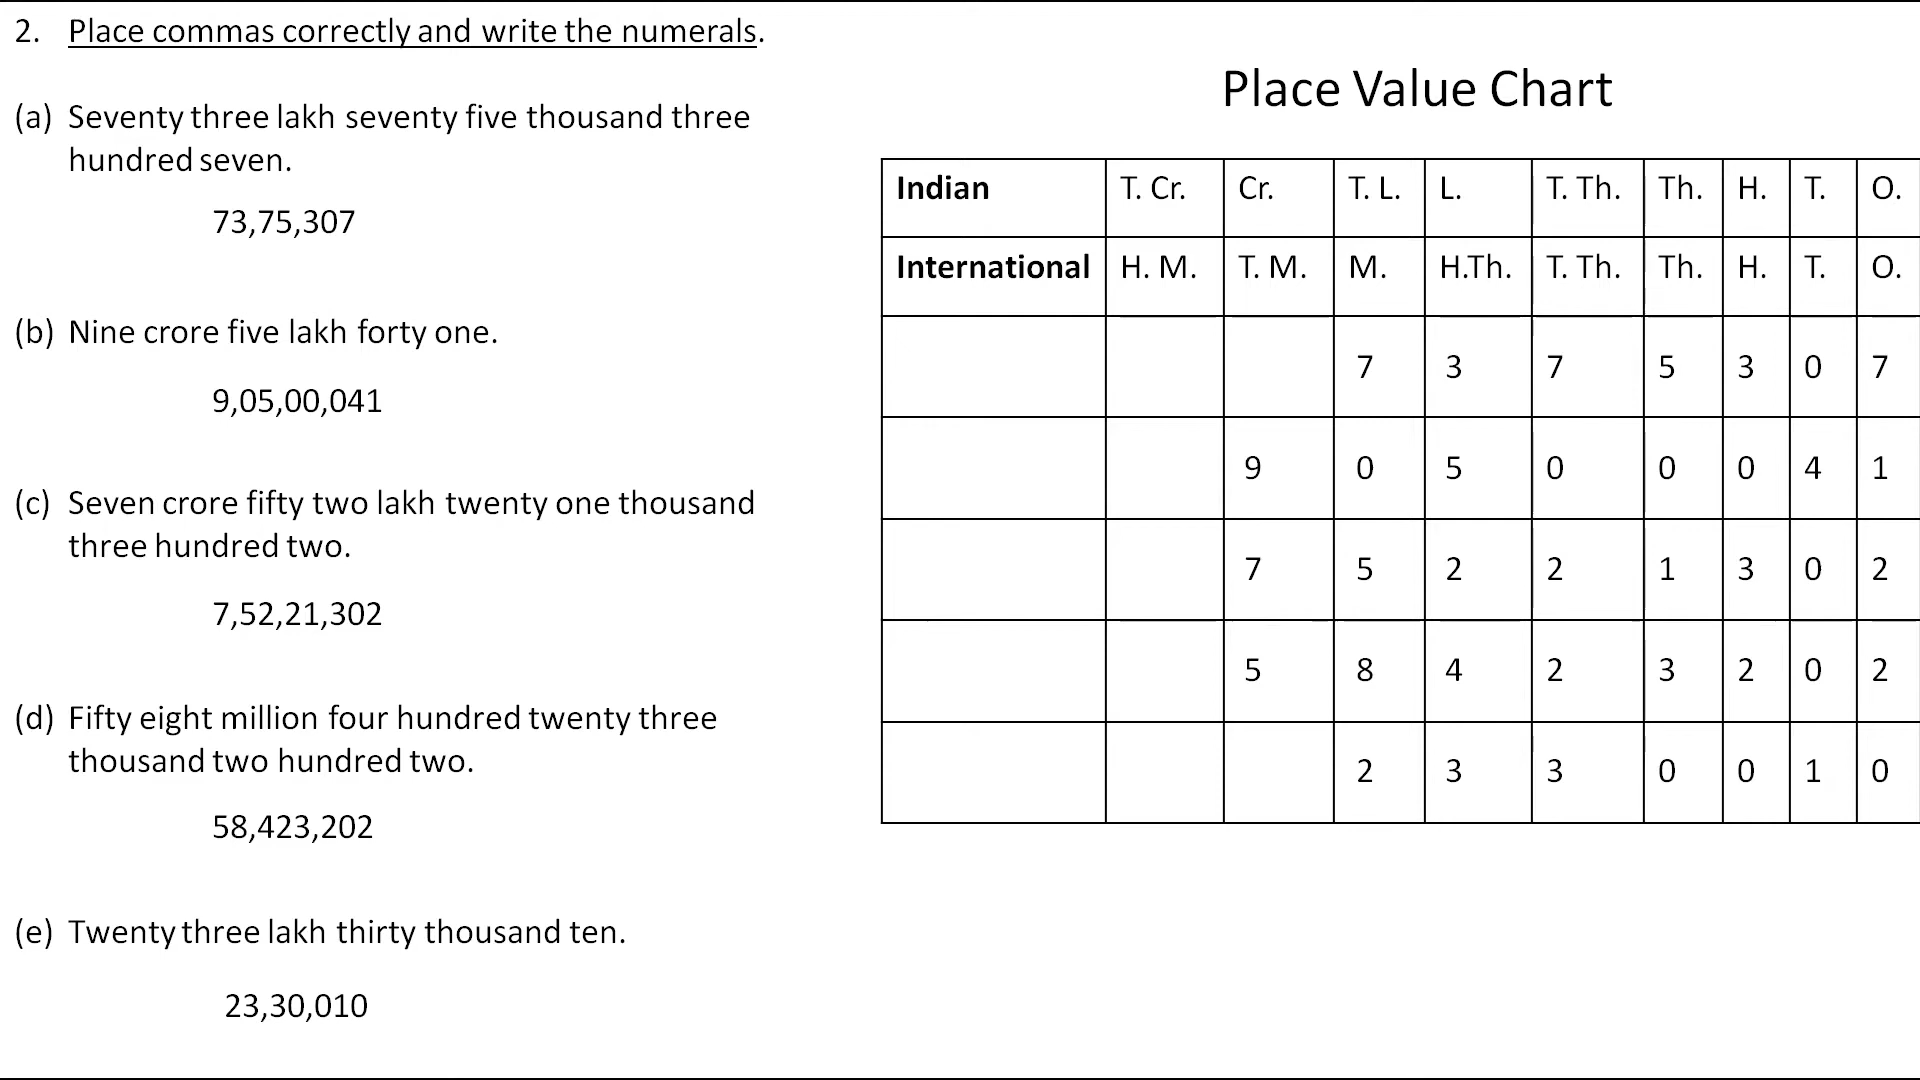 2. Place commas correctly and write the numerals.
(a) Seventy three lakh seventy five thousand three
hundred seven.
73,75,307
(b) Nine crore five lakh forty one.
9,05,00,041
(c) Seven crore fifty two lakh twenty one thousand
three hundred two.
7,52,21,302
(d) Fifty eight million four hundred twenty three
thousand two hundred two.
58,423,202
(e) Twenty three lakh thirty thousand ten.
23,30,010
Place Value Chart
Indian T. Cr. Cr. T. L. L. T. Th. Th. H. T. O.
International H. M. T. M. M. H.Th. T. Th. Th. H. T. O.
7 3 7 5 3 0 7
9 0 5 0 0 0 4 1
7 5 2 2 1 3 0 2
5 8 4 2 3 2 0 2
2 3 3 0 0 1 0